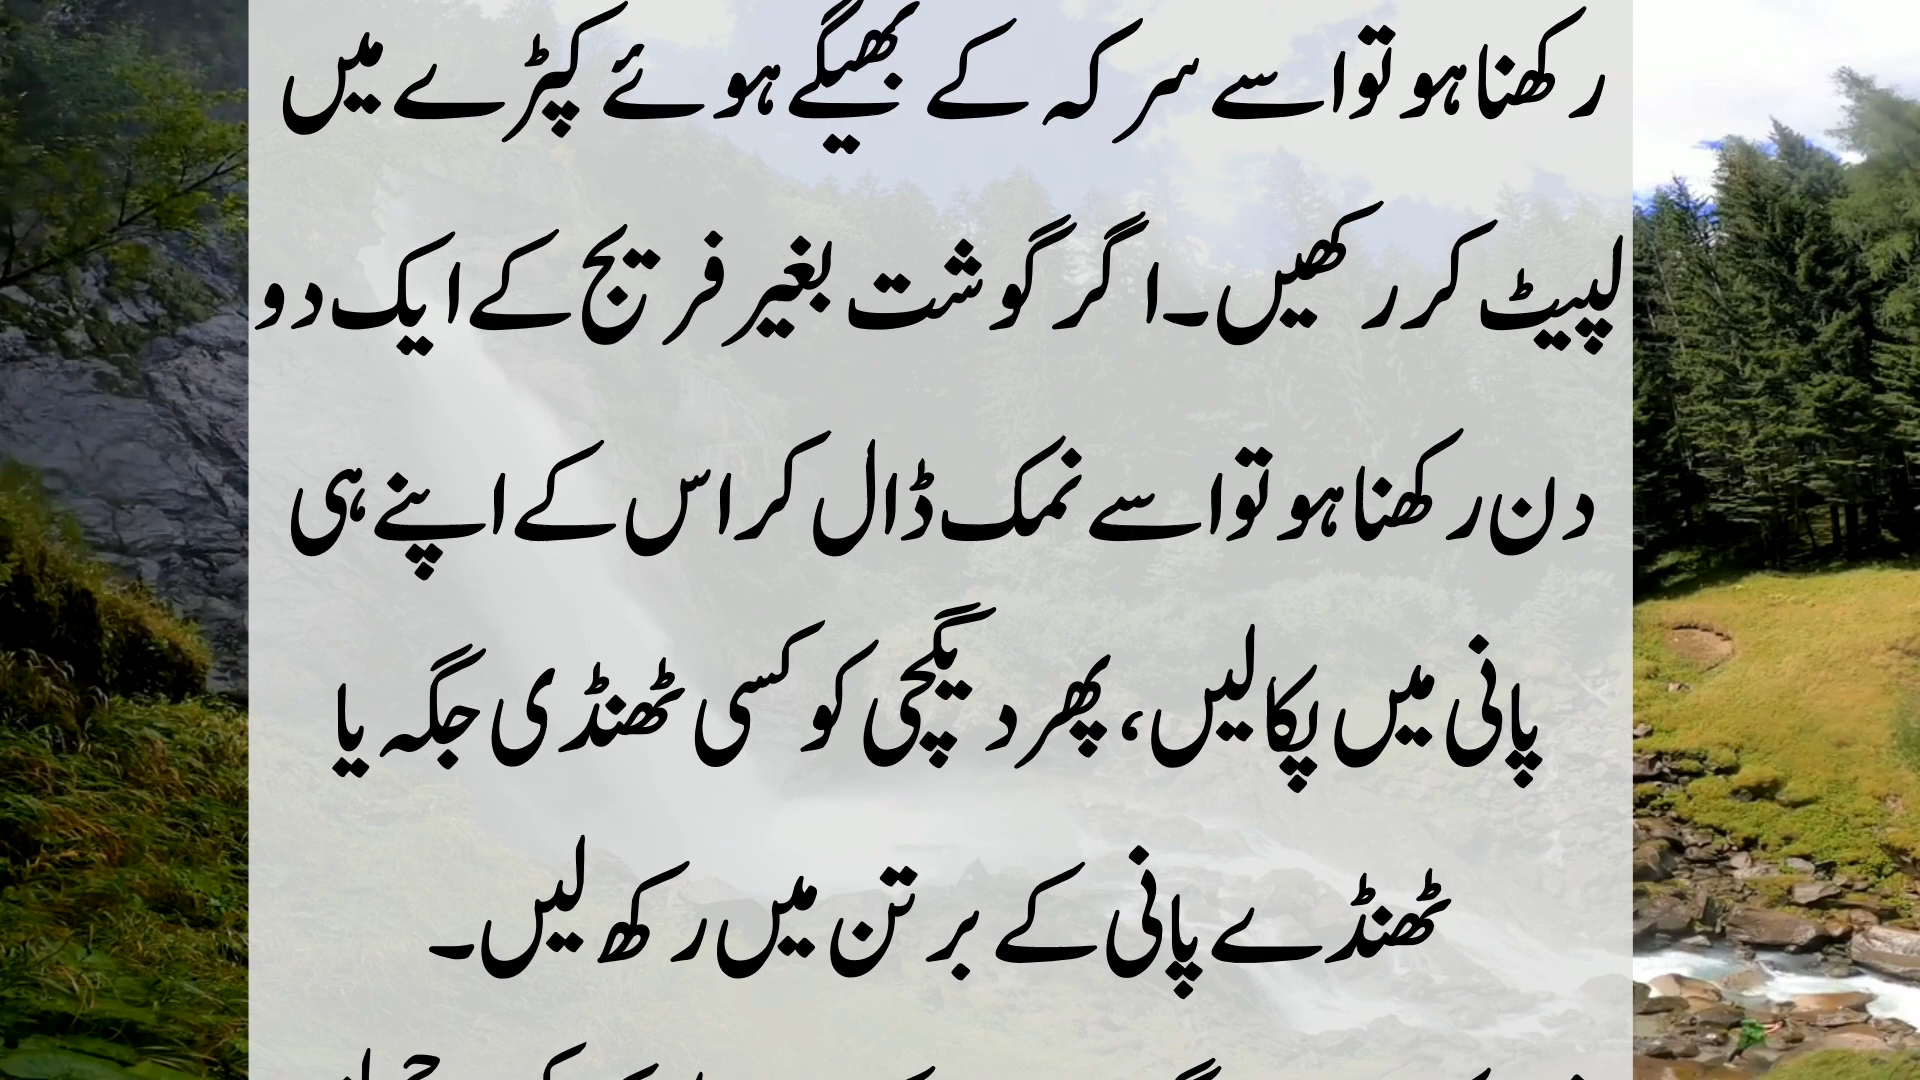 رکھنا ہو تو اسے سرکہ کے بھیگے ہوئے کپڑے میں
لپیٹ کر رکھیں۔ اگر گوشت بغیر فریج کے ایک دو
دن رکھنا ہو تو اسے نمک ڈال کر اس کے اپنے ہی
پانی میں پکا لیں، پھر دیگچی کو کسی ٹھنڈی جگہ یا
ٹھنڈے پانی کے برتن میں رکھ لیں۔